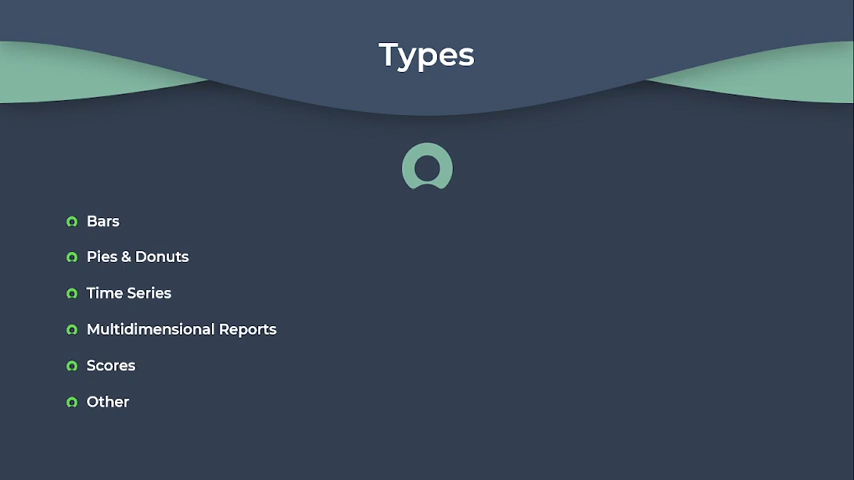 Types
Bars
Pies & Donuts
Time Series
Multidimensional Reports
Scores
Other